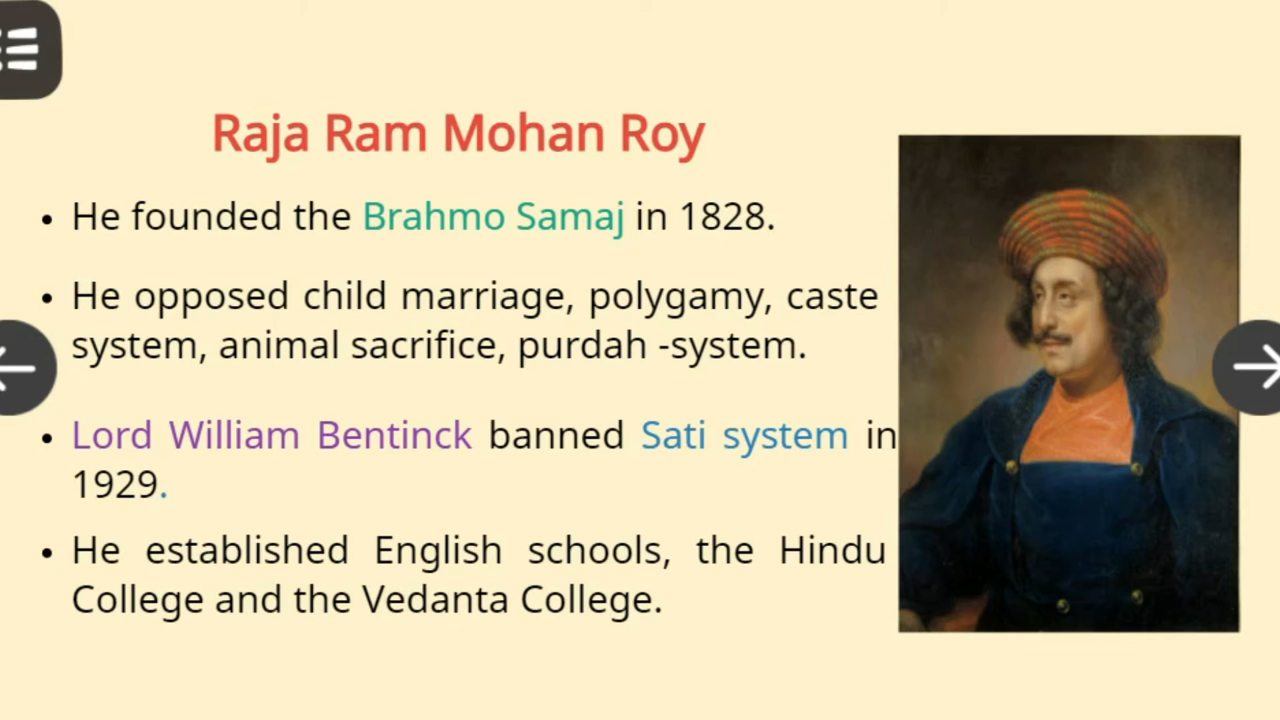 Raja Ram Mohan Roy
• He founded the Brahmo Samaj in 1828.
• He opposed child marriage, polygamy, caste
system, animal sacrifice, purdah -system.
• Lord William Bentinck banned Sati system in
1929.
• He established English schools, the Hindu
College and the Vedanta College.